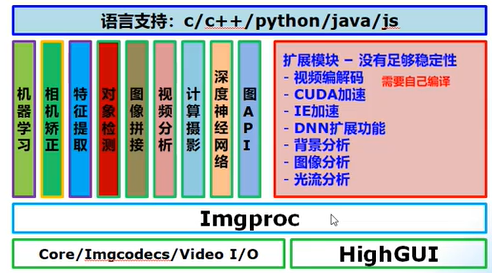 语言支持：c/c++/python/java/js
机器学习
相机矫正
特征提取
对象检测
图像拼接
视频分析
计算摄影
深度神经网络
图API
扩展模块 – 没有足够稳定性
- 视频编解码
需要自己编译
- CUDA加速
- IE加速
- DNN扩展功能
- 背景分析
- 图像分析
- 光流分析
Imgproc
Core/Imgcodecs/Video I/O
HighGUI